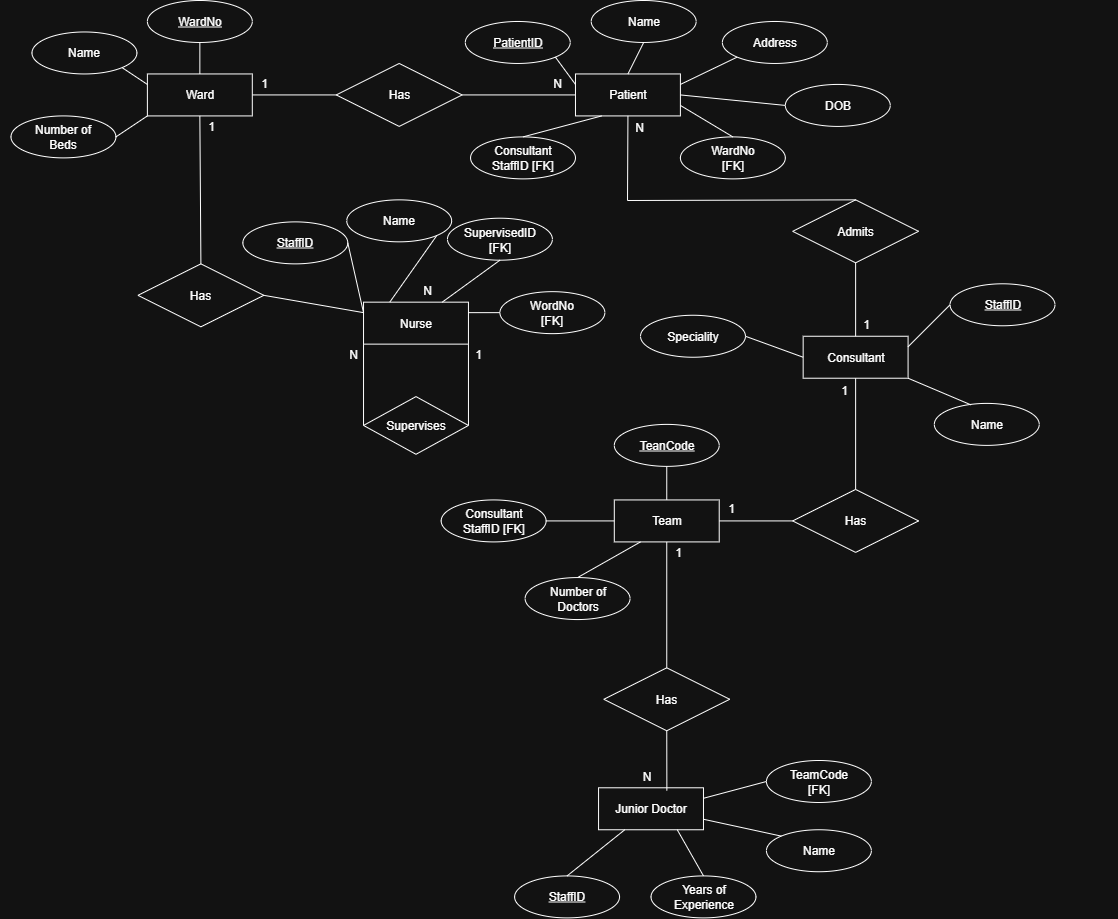 WardNo
Name
Ward
Number of
Beds
1
1
Has
N
PatientID
Name
Address
Patient
DOB
Consultant
StaffID [FK]
N
WardNo
[FK]
Admits
1
Has
StaffID
Name
SupervisedID
[FK]
N
WordNo
[FK]
Nurse
N
1
Supervises
Speciality
StaffID
Consultant
1
Name
TeanCode
Consultant
StaffID [FK]
Team
1
Has
1
Number of
Doctors
Has
N
TeamCode
[FK]
Junior Doctor
Name
StaffID
Years of
Experience